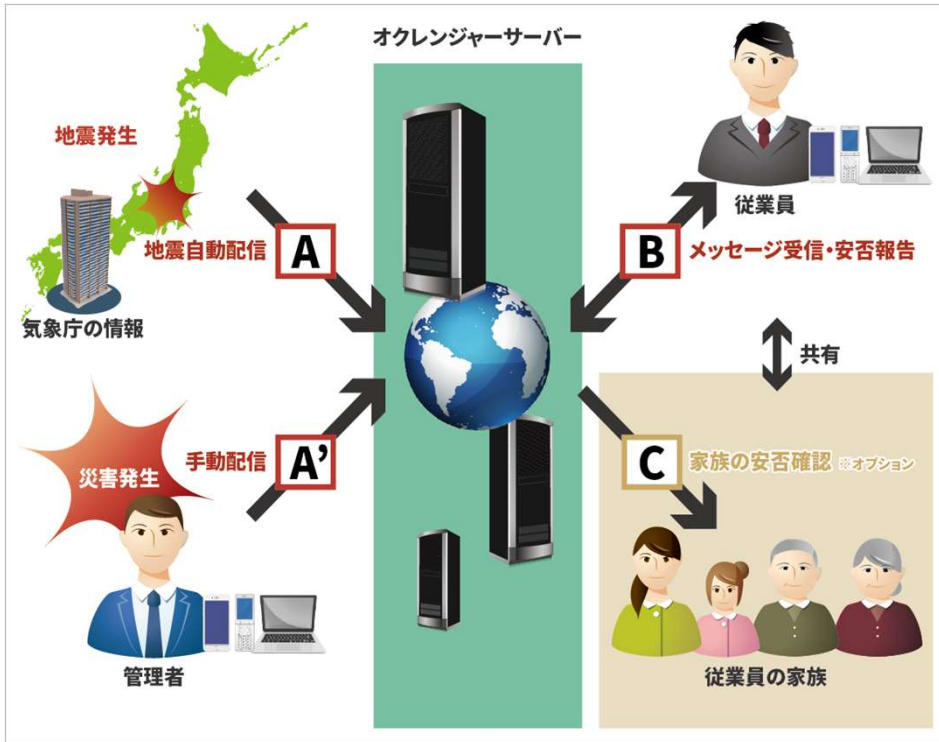 オクレンジャーサーバー
地震発生
地震自動配信
A
気象庁の情報
従業員
B
メッセージ受信・安否報告
共有
災害発生
手動配信
A’
管理者
C
家族の安否確認 ※オプション
従業員の家族